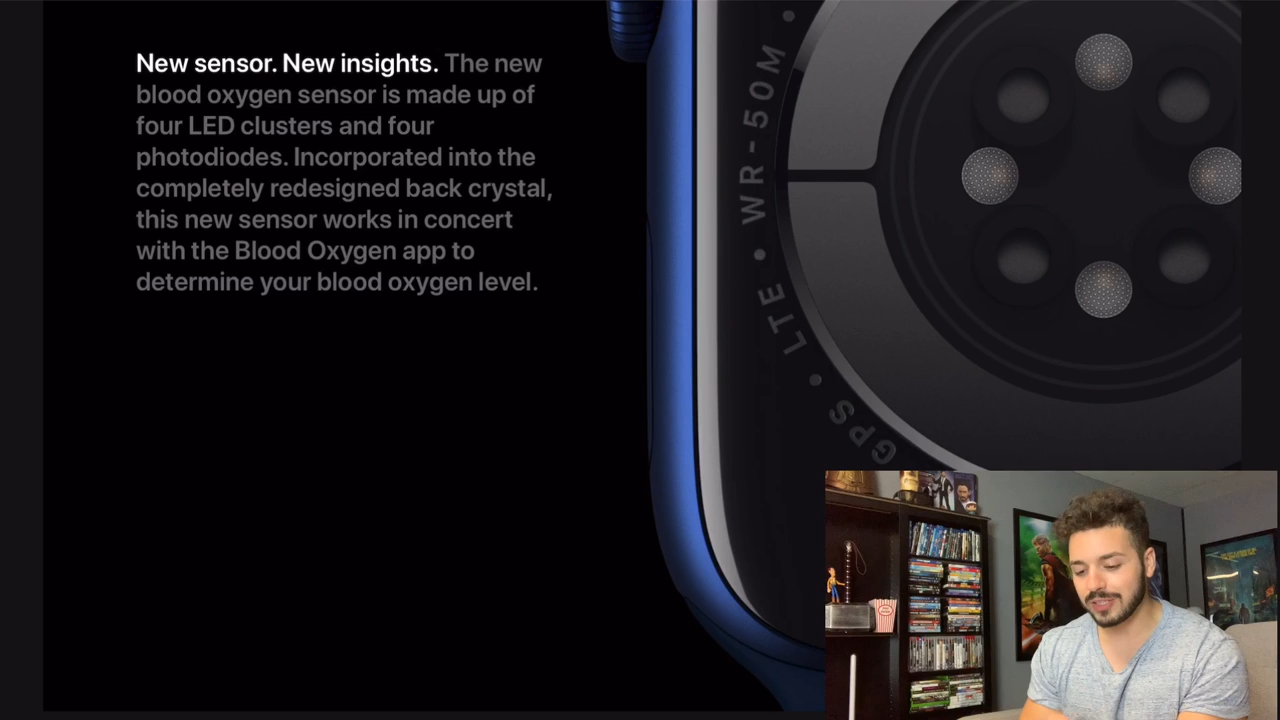 New sensor. New insights. The new
blood oxygen sensor is made up of
four LED clusters and four
photodiodes. Incorporated into the
completely redesigned back crystal,
this new sensor works in concert
with the Blood Oxygen app to
determine your blood oxygen level.
GPS • LTE • WR-50M •